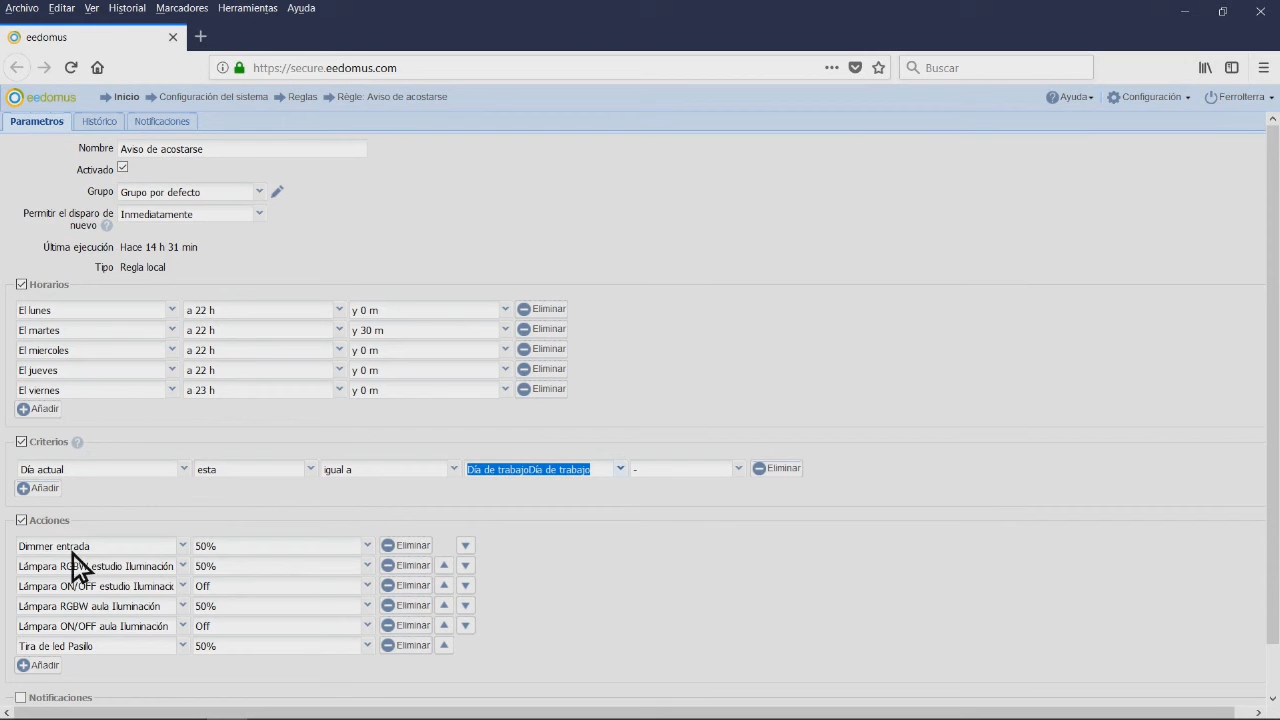 Archivo Editar Ver Historial Marcadores Herramientas Ayuda
eedomus
https://secure.eedomus.com Buscar
eedomus Inicio Configuración del sistema Reglas Règle: Aviso de acostarse Ayuda Configuración Ferrolterra
Parametros Histórico Notificaciones
Nombre Aviso de acostarse
Activado
Grupo Grupo por defecto
Permitir el disparo de
nuevo ? Inmediatamente
Última ejecución Hace 14 h 31 min
Tipo Regla local
Horarios
El lunes a 22 h y 0 m Eliminar
El martes a 22 h y 30 m Eliminar
El miercoles a 22 h y 0 m Eliminar
El jueves a 22 h y 0 m Eliminar
El viernes a 23 h y 0 m Eliminar
Añadir
Criterios ?
Día actual esta igual a Día de trabajoDía de trabajo - Eliminar
Añadir
Acciones
Dimmer entrada 50% Eliminar
Lámpara RGBW estudio Iluminación 50% Eliminar
Lámpara ON/OFF estudio Iluminació Off Eliminar
Lámpara RGBW aula Iluminación 50% Eliminar
Lámpara ON/OFF aula Iluminación Off Eliminar
Tira de led Pasilo 50% Eliminar
Añadir
Notificaciones